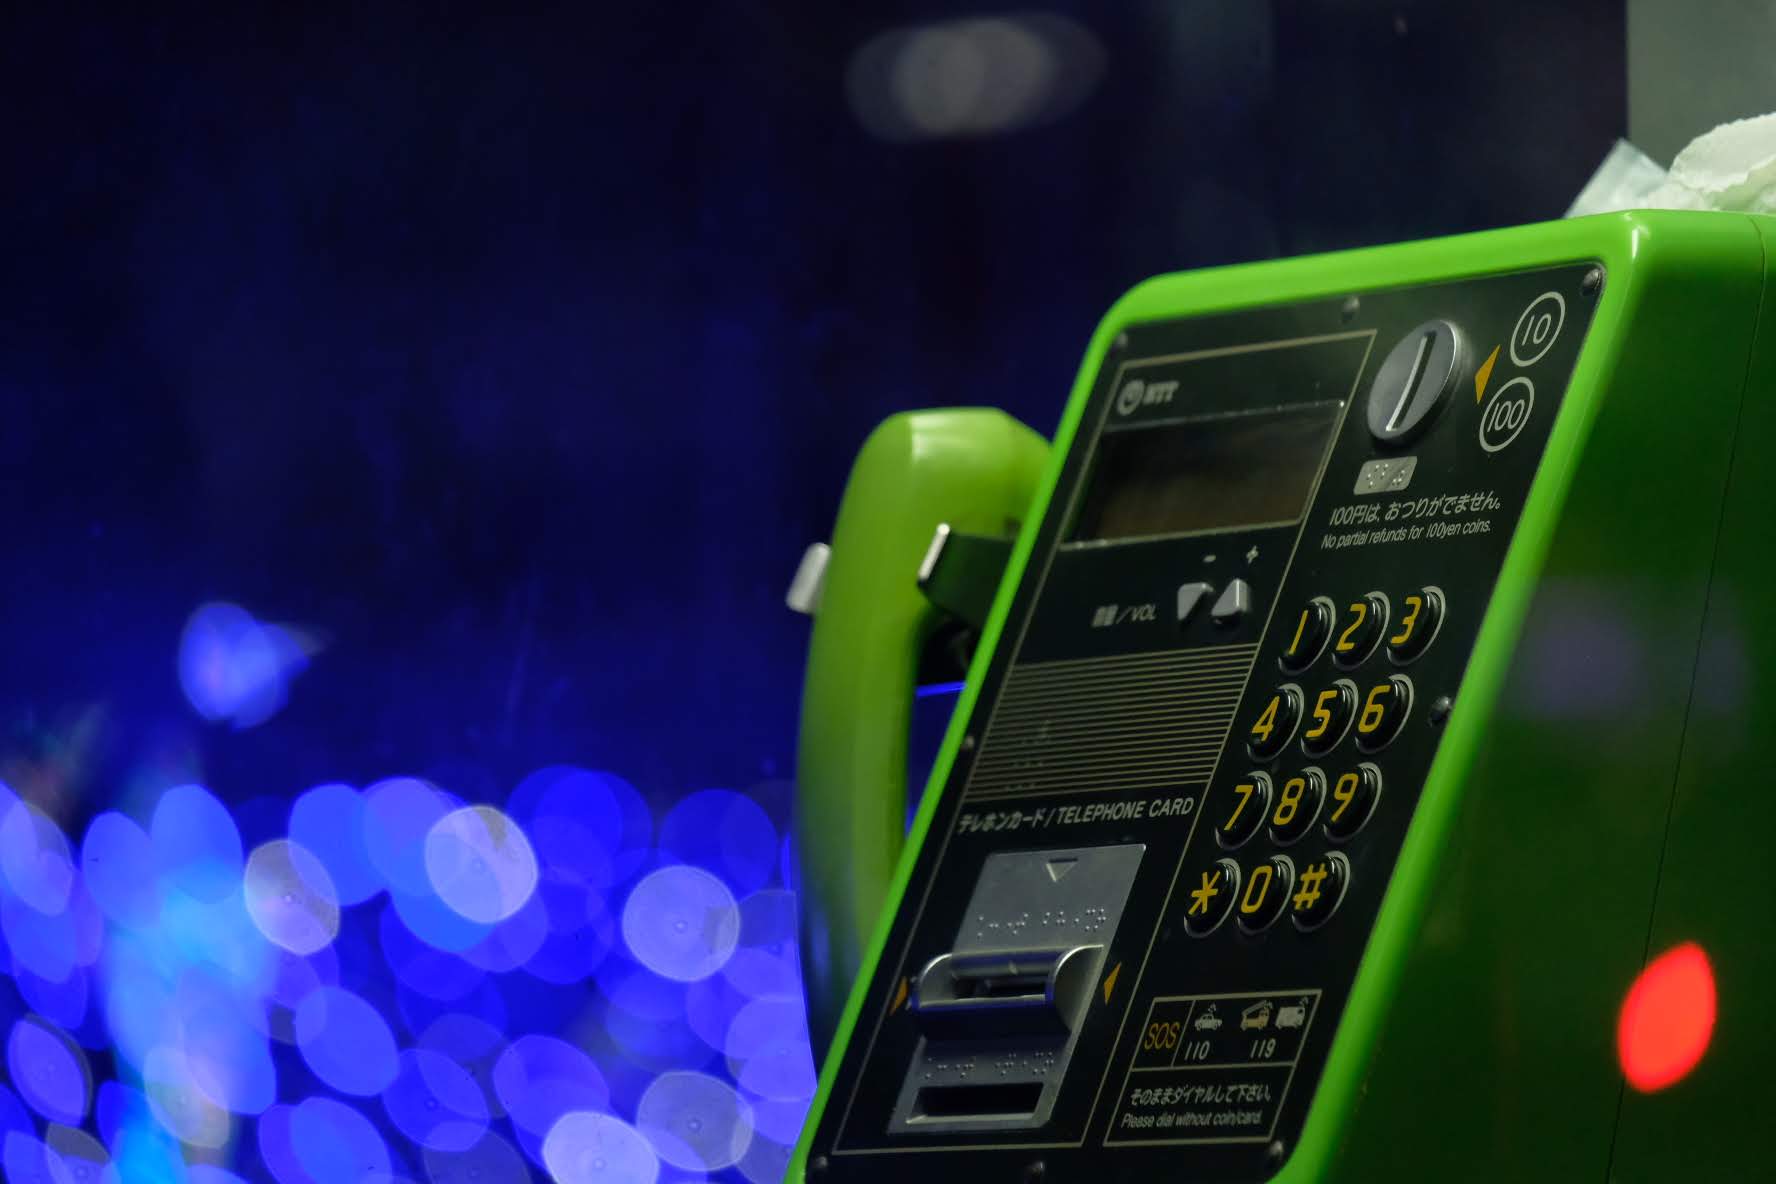 NTT
10
100
100円は、おつりがでません。
No partial refunds for 100yen coins.
- +
音量/VOL
1 2 3
4 5 6
7 8 9
* 0 #
テレホンカード/TELEPHONE CARD
SOS
110 119
そのままダイヤルして下さい。
Please dial without coin/card.